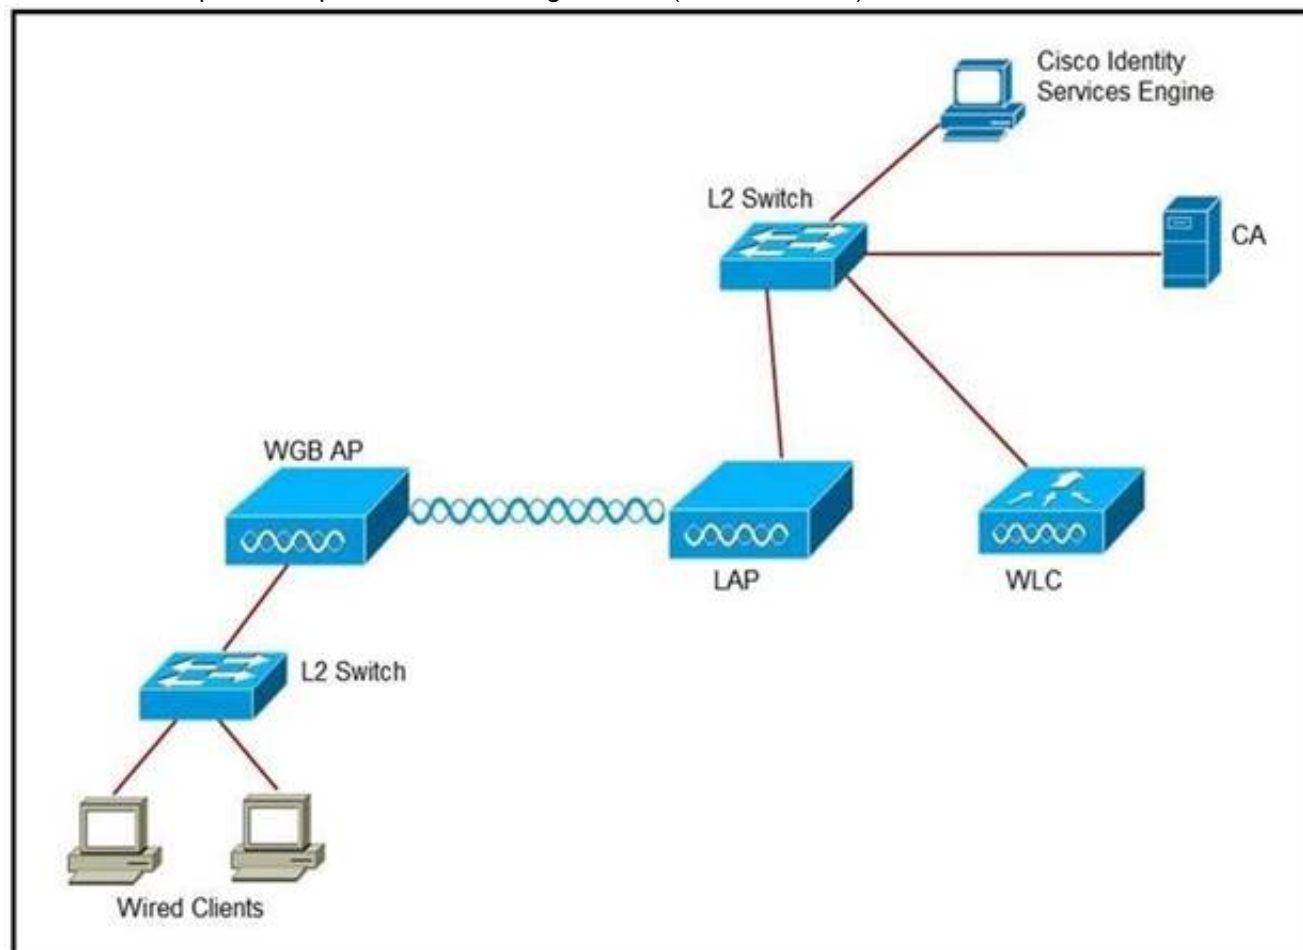 Cisco Identity
Services Engine
L2 Switch
CA
WGB AP
LAP
WLC
L2 Switch
Wired Clients